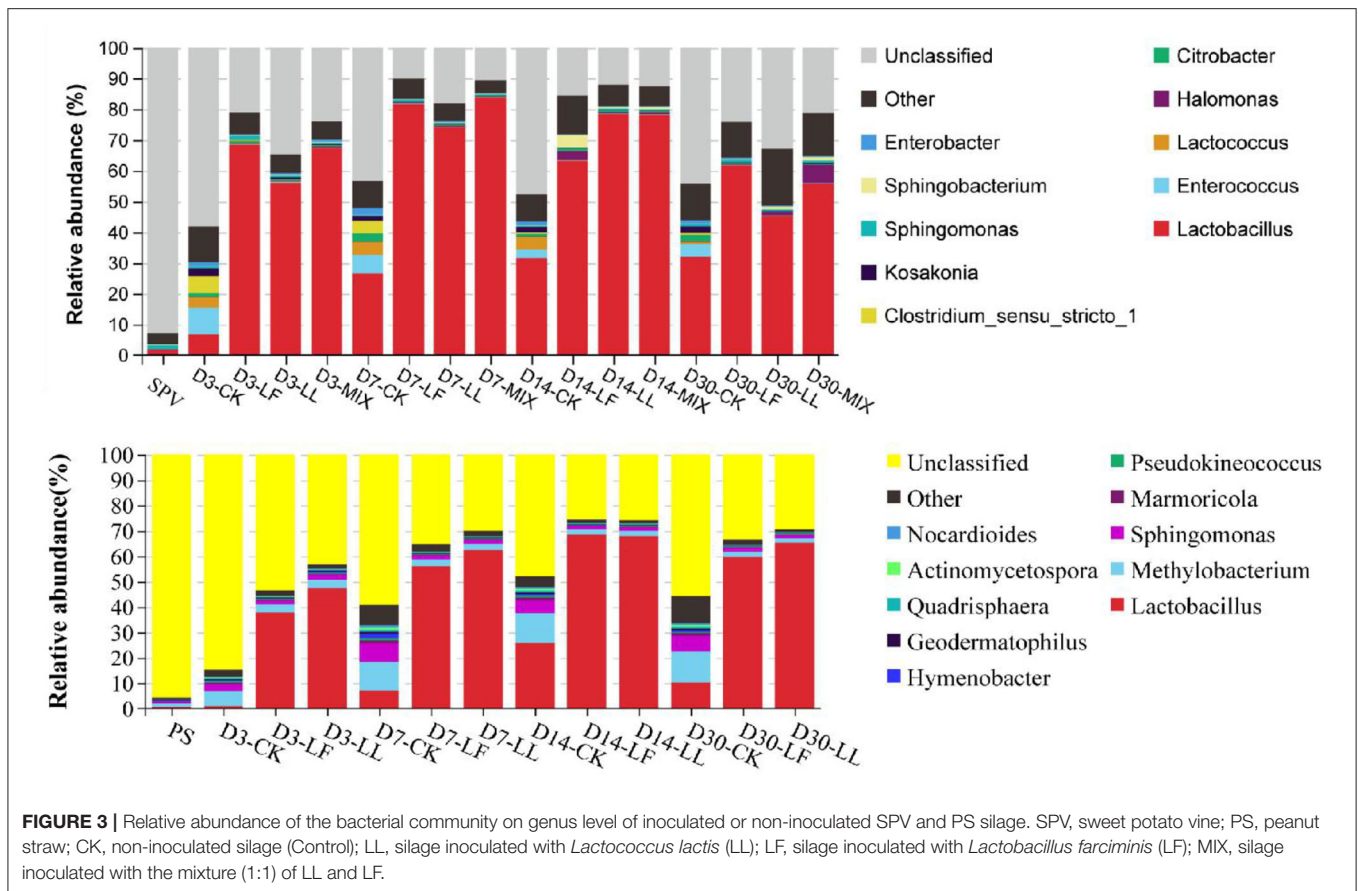 100
90
80
70
60
50
40
30
20
10
0
Relative abundance (%)
SPV
D3-CK
D3-LF
D3-LL
D3-MIX
D7-CK
D7-LF
D7-LL
D7-MIX
D14-CK
D14-LF
D14-LL
D14-MIX
D30-CK
D30-LF
D30-LL
D30-MIX
Unclassified
Other
Enterobacter
Sphingobacterium
Sphingomonas
Kosakonia
Clostridium_sensu_stricto_1
Citrobacter
Halomonas
Lactococcus
Enterococcus
Lactobacillus
100
90
80
70
60
50
40
30
20
10
0
Relative abundance(%)
PS
D3-CK
D3-LF
D3-LL
D7-CK
D7-LF
D7-LL
D14-CK
D14-LF
D14-LL
D30-CK
D30-LF
D30-LL
Unclassified
Other
Nocardioides
Actinomycetospora
Quadrisphaera
Geodermatophilus
Hymenobacter
Pseudokineococcus
Marmoricola
Sphingomonas
Methylobacterium
Lactobacillus
FIGURE 3 | Relative abundance of the bacterial community on genus level of inoculated or non-inoculated SPV and PS silage. SPV, sweet potato vine; PS, peanut
straw; CK, non-inoculated silage (Control); LL, silage inoculated with Lactococcus lactis (LL); LF, silage inoculated with Lactobacillus farciminis (LF); MIX, silage
inoculated with the mixture (1:1) of LL and LF.